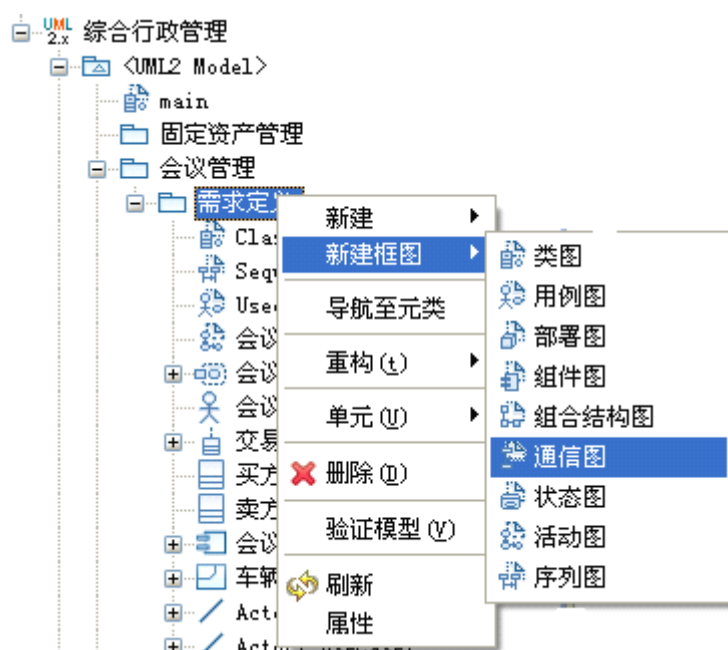 UML 2.x 综合行政管理
<UML2 Model>
main
固定资产管理
会议管理
需求定
Clas
Sequ
Use
会议
会议
会议
交易
买方
卖方
会议
车辆
Act
新建
新建框图
导航至元类
重构(t)
单元(U)
删除(D)
验证模型(V)
刷新
属性
类图
用例图
部署图
组件图
组合结构图
通信图
状态图
活动图
序列图